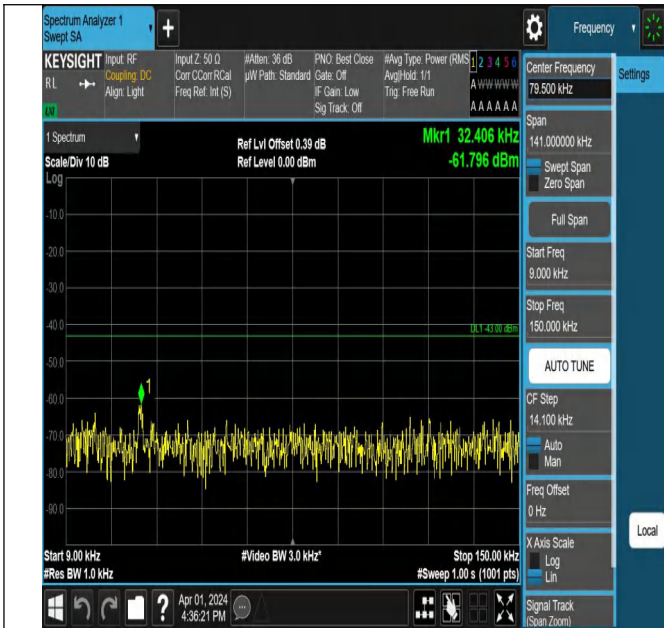 Spectrum Analyzer 1
Swept SA
+
Frequency
KEYSIGHT
RL
LXI
Input: RF
Coupling: DC
Align: Light
Input Z: 50 Ω
Corr CCorr RCal
Freq Ref: Int (S)
#Atten: 36 dB
µW Path: Standard
PNO: Best Close
Gate: Off
IF Gain: Low
Sig Track: Off
#Avg Type: Power (RMS
Avg|Hold: 1/1
Trig: Free Run
1 2 3 4 5 6
A W W W W W
A A A A A A
1 Spectrum
Scale/Div 10 dB
Log
Ref Lvl Offset 0.39 dB
Ref Level 0.00 dBm
Mkr1 32.406 kHz
-61.796 dBm
-10.0
-20.0
-30.0
-40.0
DL1 -43.00 dBm
-50.0
-60.0
1
-70.0
-80.0
-90.0
Start 9.00 kHz
#Video BW 3.0 kHz*
Stop 150.00 kHz
#Res BW 1.0 kHz
#Sweep 1.00 s (1001 pts)
Apr 01, 2024
4:36:21 PM
Center Frequency
79.500 kHz
Settings
Span
141.000000 kHz
Swept Span
Zero Span
Full Span
Start Freq
9.000 kHz
Stop Freq
150.000 kHz
AUTO TUNE
CF Step
14.100 kHz
Auto
Man
Freq Offset
0 Hz
X Axis Scale
Log
Lin
Local
Signal Track
(Span Zoom)